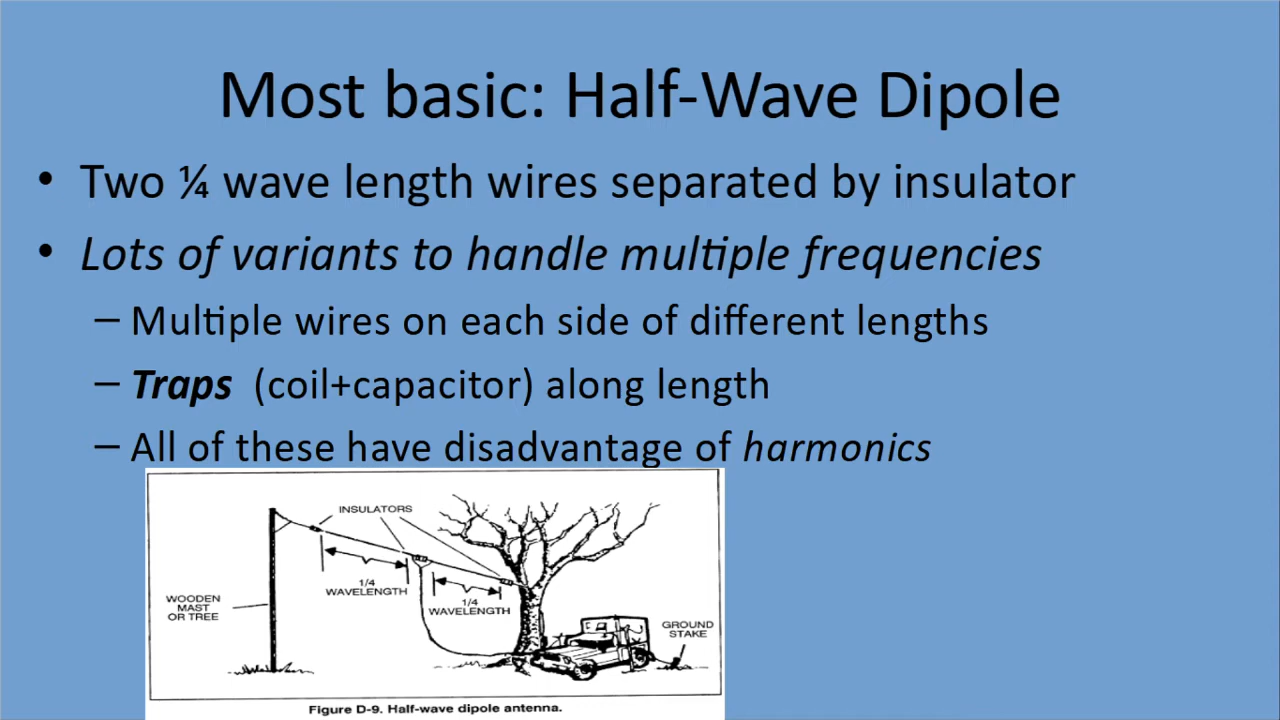 Most basic: Half-Wave Dipole
• Two ¼ wave length wires separated by insulator
• Lots of variants to handle multiple frequencies
– Multiple wires on each side of different lengths
– Traps (coil+capacitor) along length
– All of these have disadvantage of harmonics
INSULATORS
1/4
WAVELENGTH
1/4
WAVELENGTH
WOODEN
MAST
OR TREE
GROUND
STAKE
Figure D-9. Half-wave dipole antenna.